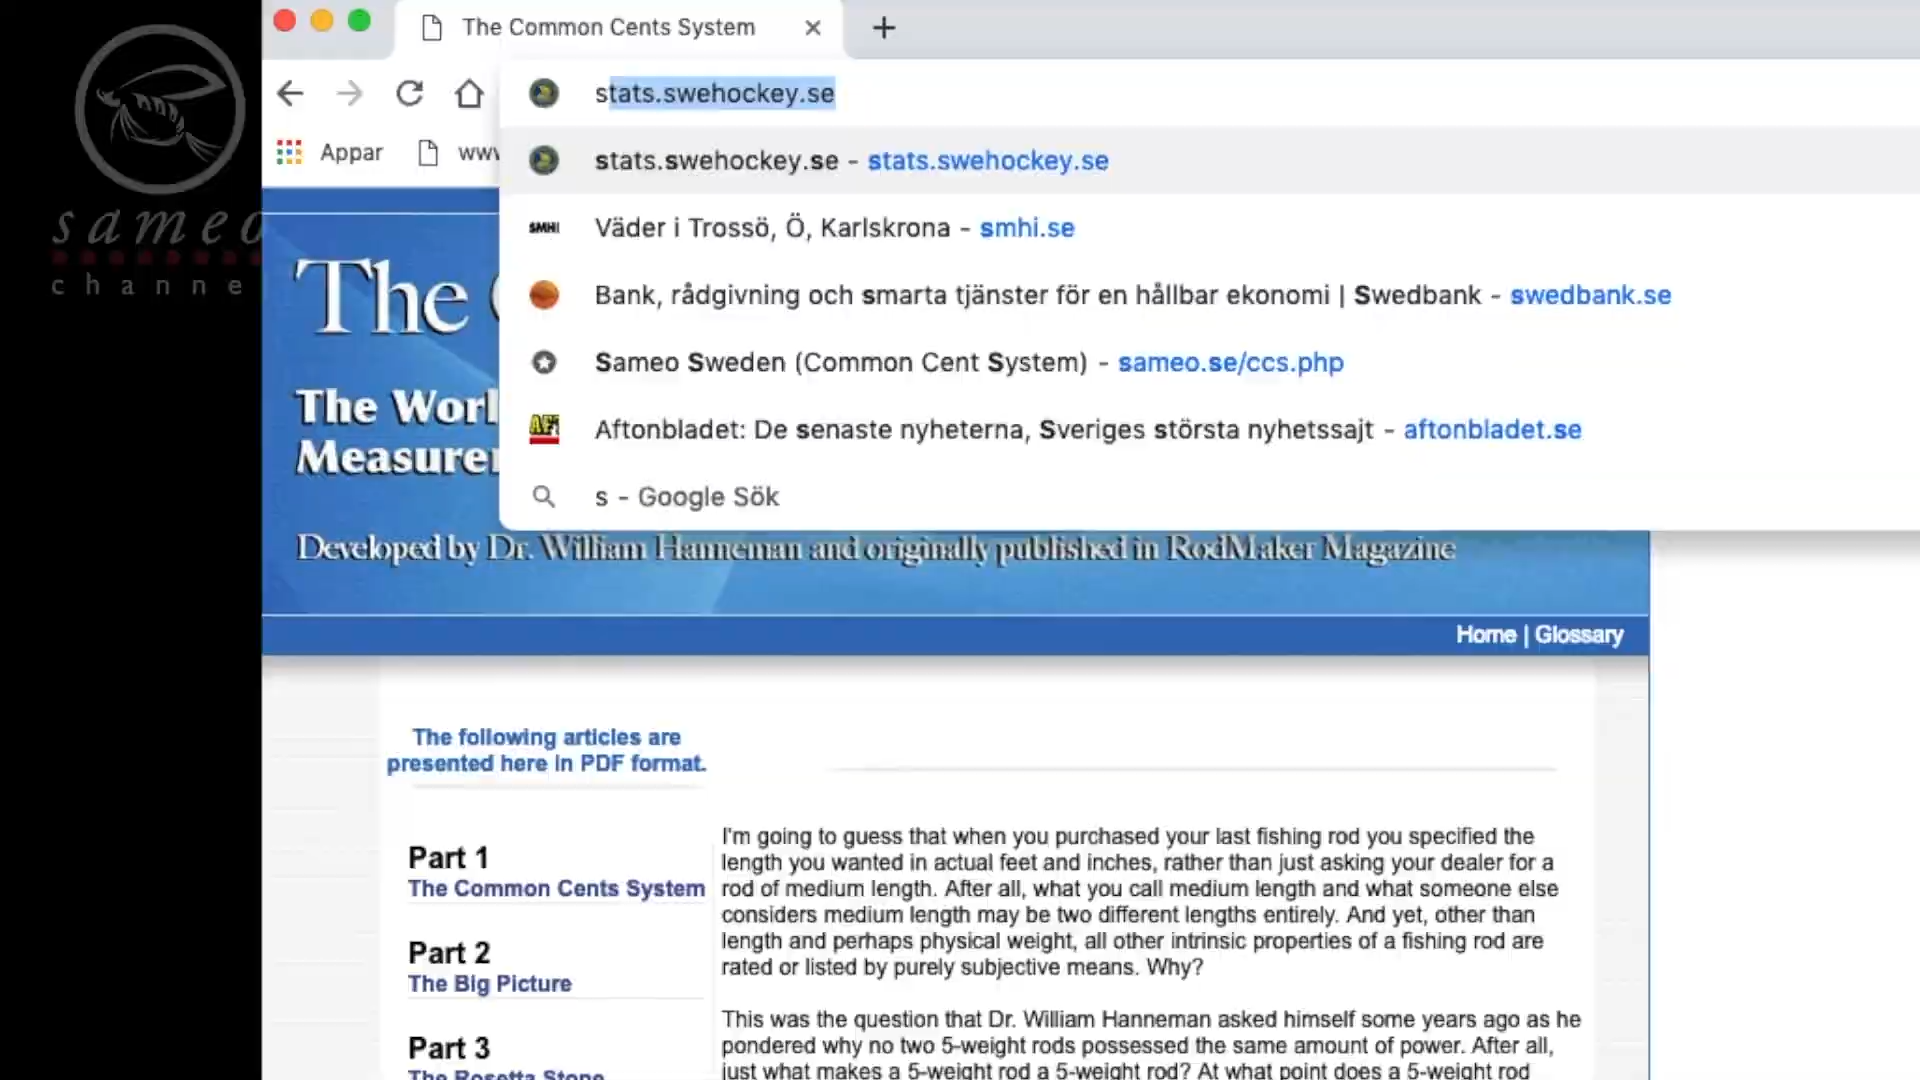 The Common Cents System
stats.swehockey.se
Appar
www
stats.swehockey.se - stats.swehockey.se
SMHI Väder i Trossö, Ö, Karlskrona - smhi.se
Bank, rådgivning och smarta tjänster för en hållbar ekonomi | Swedbank - swedbank.se
Sameo Sweden (Common Cent System) - sameo.se/ccs.php
Aftonbladet: De senaste nyheterna, Sveriges största nyhetssajt - aftonbladet.se
s - Google Sök
sameo
channe
The
The Worl
Measure
Developed by Dr. William Hanneman and originally published in RodMaker Magazine
Home | Glossary
The following articles are
presented here in PDF format.
Part 1
The Common Cents System
Part 2
The Big Picture
Part 3
The Rosetta Stone
I'm going to guess that when you purchased your last fishing rod you specified the
length you wanted in actual feet and inches, rather than just asking your dealer for a
rod of medium length. After all, what you call medium length and what someone else
considers medium length may be two different lengths entirely. And yet, other than
length and perhaps physical weight, all other intrinsic properties of a fishing rod are
rated or listed by purely subjective means. Why?
This was the question that Dr. William Hanneman asked himself some years ago as he
pondered why no two 5-weight rods possessed the same amount of power. After all,
just what makes a 5-weight rod a 5-weight rod? At what point does a 5-weight rod